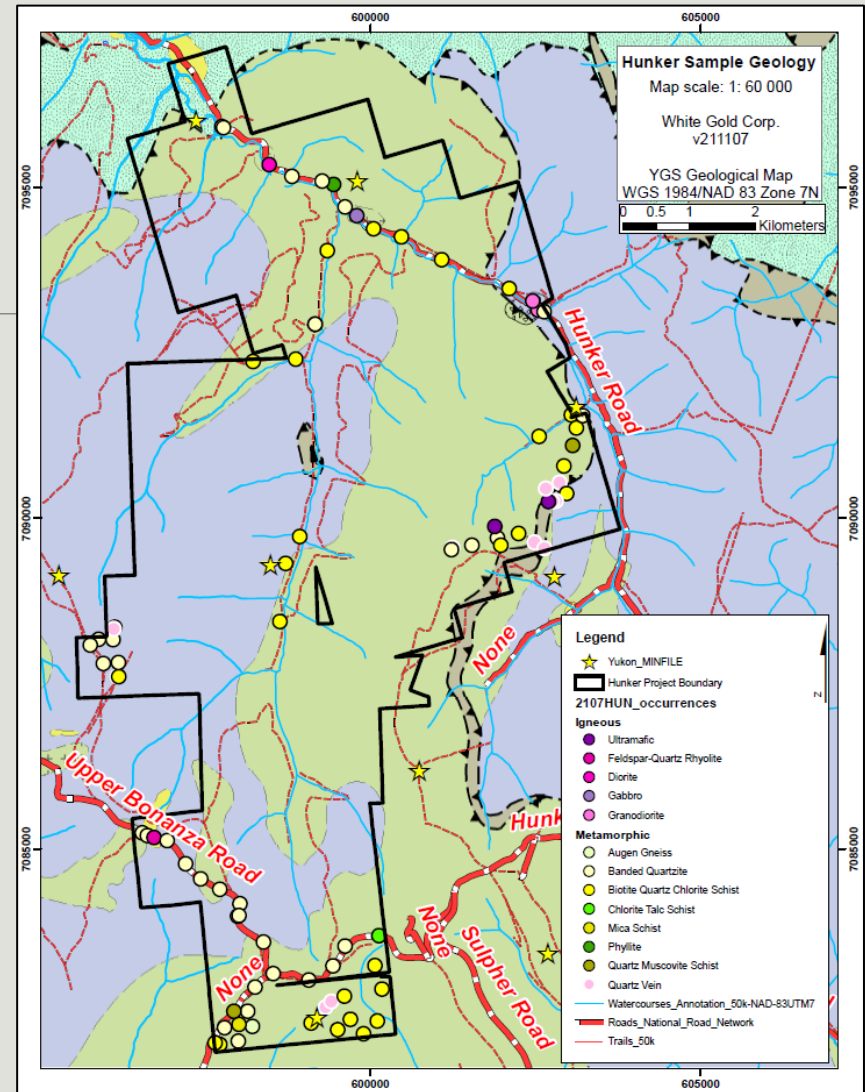 600000
605000
Hunker Sample Geology
Map scale: 1: 60 000
White Gold Corp.
v211107
YGS Geological Map
WGS 1984/NAD 83 Zone 7N
0 0.5 1 2
Kilometers
7095000
7095000
Hunker Road
7090000
7090000
None
Upper Bonanza Road
Hunk
7085000
7085000
None
None
Sulpher Road
Legend
Yukon_MINFILE
Hunker Project Boundary
2107HUN_occurrences
Igneous
Ultramafic
Feldspar-Quartz Rhyolite
Diorite
Gabbro
Granodiorite
Metamorphic
Augen Gneiss
Banded Quartzite
Biotite Quartz Chlorite Schist
Chlorite Talc Schist
Mica Schist
Phyllite
Quartz Muscovite Schist
Quartz Vein
Watercourses_Annotation_50k-NAD-83UTM7
Roads_National_Road_Network
Trails_50k
N
600000
605000